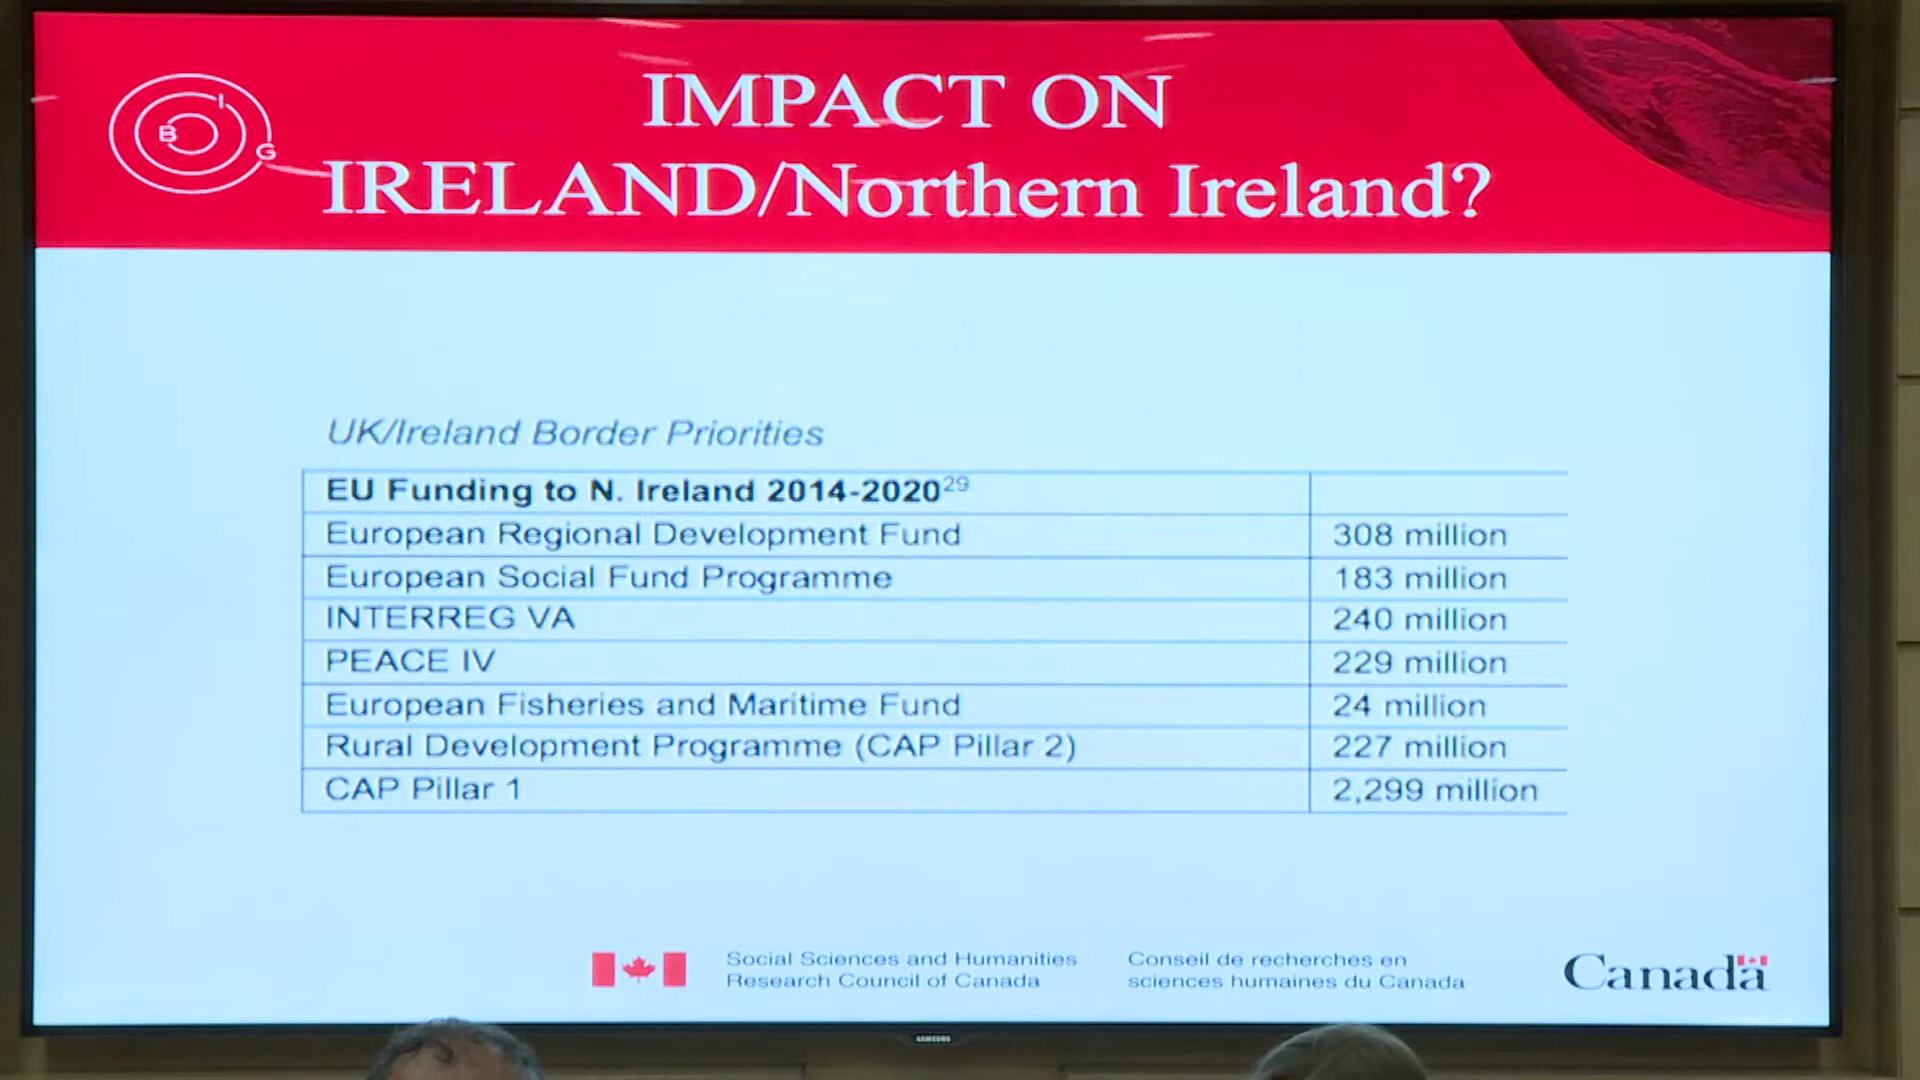 B I G
IMPACT ON
IRELAND/Northern Ireland?
UK/Ireland Border Priorities
EU Funding to N. Ireland 2014-2020²⁹
European Regional Development Fund 308 million
European Social Fund Programme 183 million
INTERREG VA 240 million
PEACE IV 229 million
European Fisheries and Maritime Fund 24 million
Rural Development Programme (CAP Pillar 2) 227 million
CAP Pillar 1 2,299 million
Social Sciences and Humanities
Research Council of Canada
Conseil de recherches en
sciences humaines du Canada
Canada
SAMSUNG